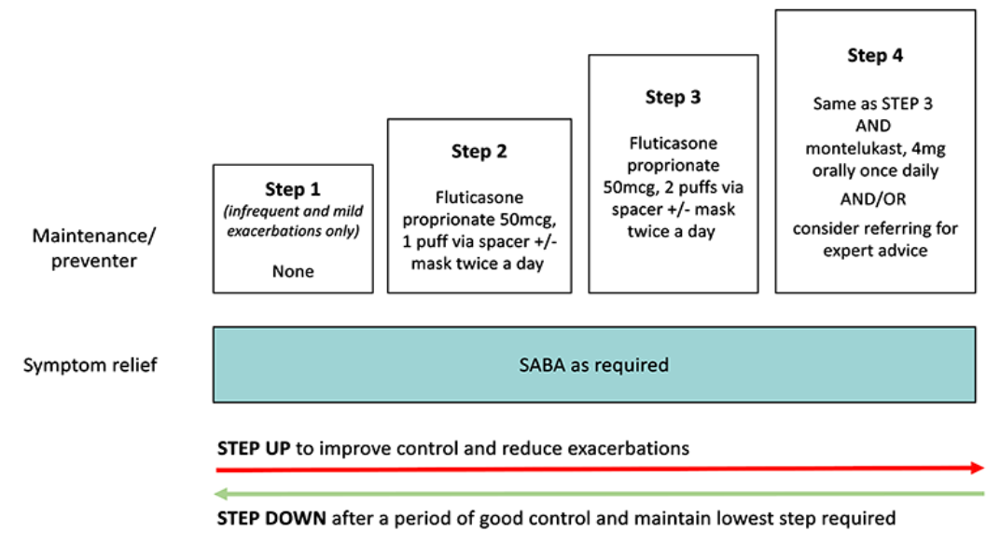 Step 4
Same as STEP 3
AND
montelukast, 4mg
orally once daily
AND/OR
consider referring for
expert advice
Step 3
Fluticasone
proprionate
50mcg, 2 puffs via
spacer +/- mask
twice a day
Step 2
Fluticasone
proprionate 50mcg,
1 puff via spacer +/-
mask twice a day
Step 1
(infrequent and mild
exacerbations only)
None
Maintenance/
preventer
Symptom relief
SABA as required
STEP UP to improve control and reduce exacerbations
STEP DOWN after a period of good control and maintain lowest step required